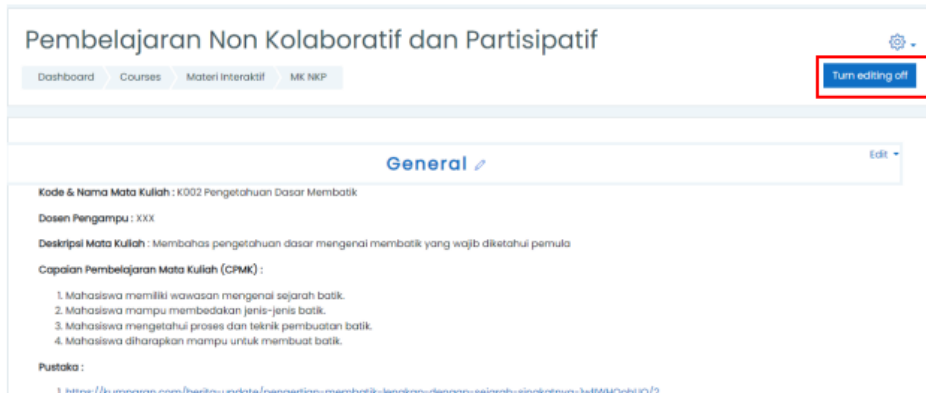 Pembelajaran Non Kolaboratif dan Partisipatif
Dashboard Courses Materi Interaktif MK NKP
Turn editing off
General
Edit
Kode & Nama Mata Kuliah : K002 Pengetahuan Dasar Membatik
Dosen Pengampu : XXX
Deskripsi Mata Kuliah : Membahas pengetahuan dasar mengenai membatik yang wajib diketahui pemula
Capaian Pembelajaran Mata Kuliah (CPMK) :
1. Mahasiswa memiliki wawasan mengenai sejarah batik.
2. Mahasiswa mampu membedakan jenis-jenis batik.
3. Mahasiswa mengetahui proses dan teknik pembuatan batik.
4. Mahasiswa diharapkan mampu untuk membuat batik.
Pustaka :